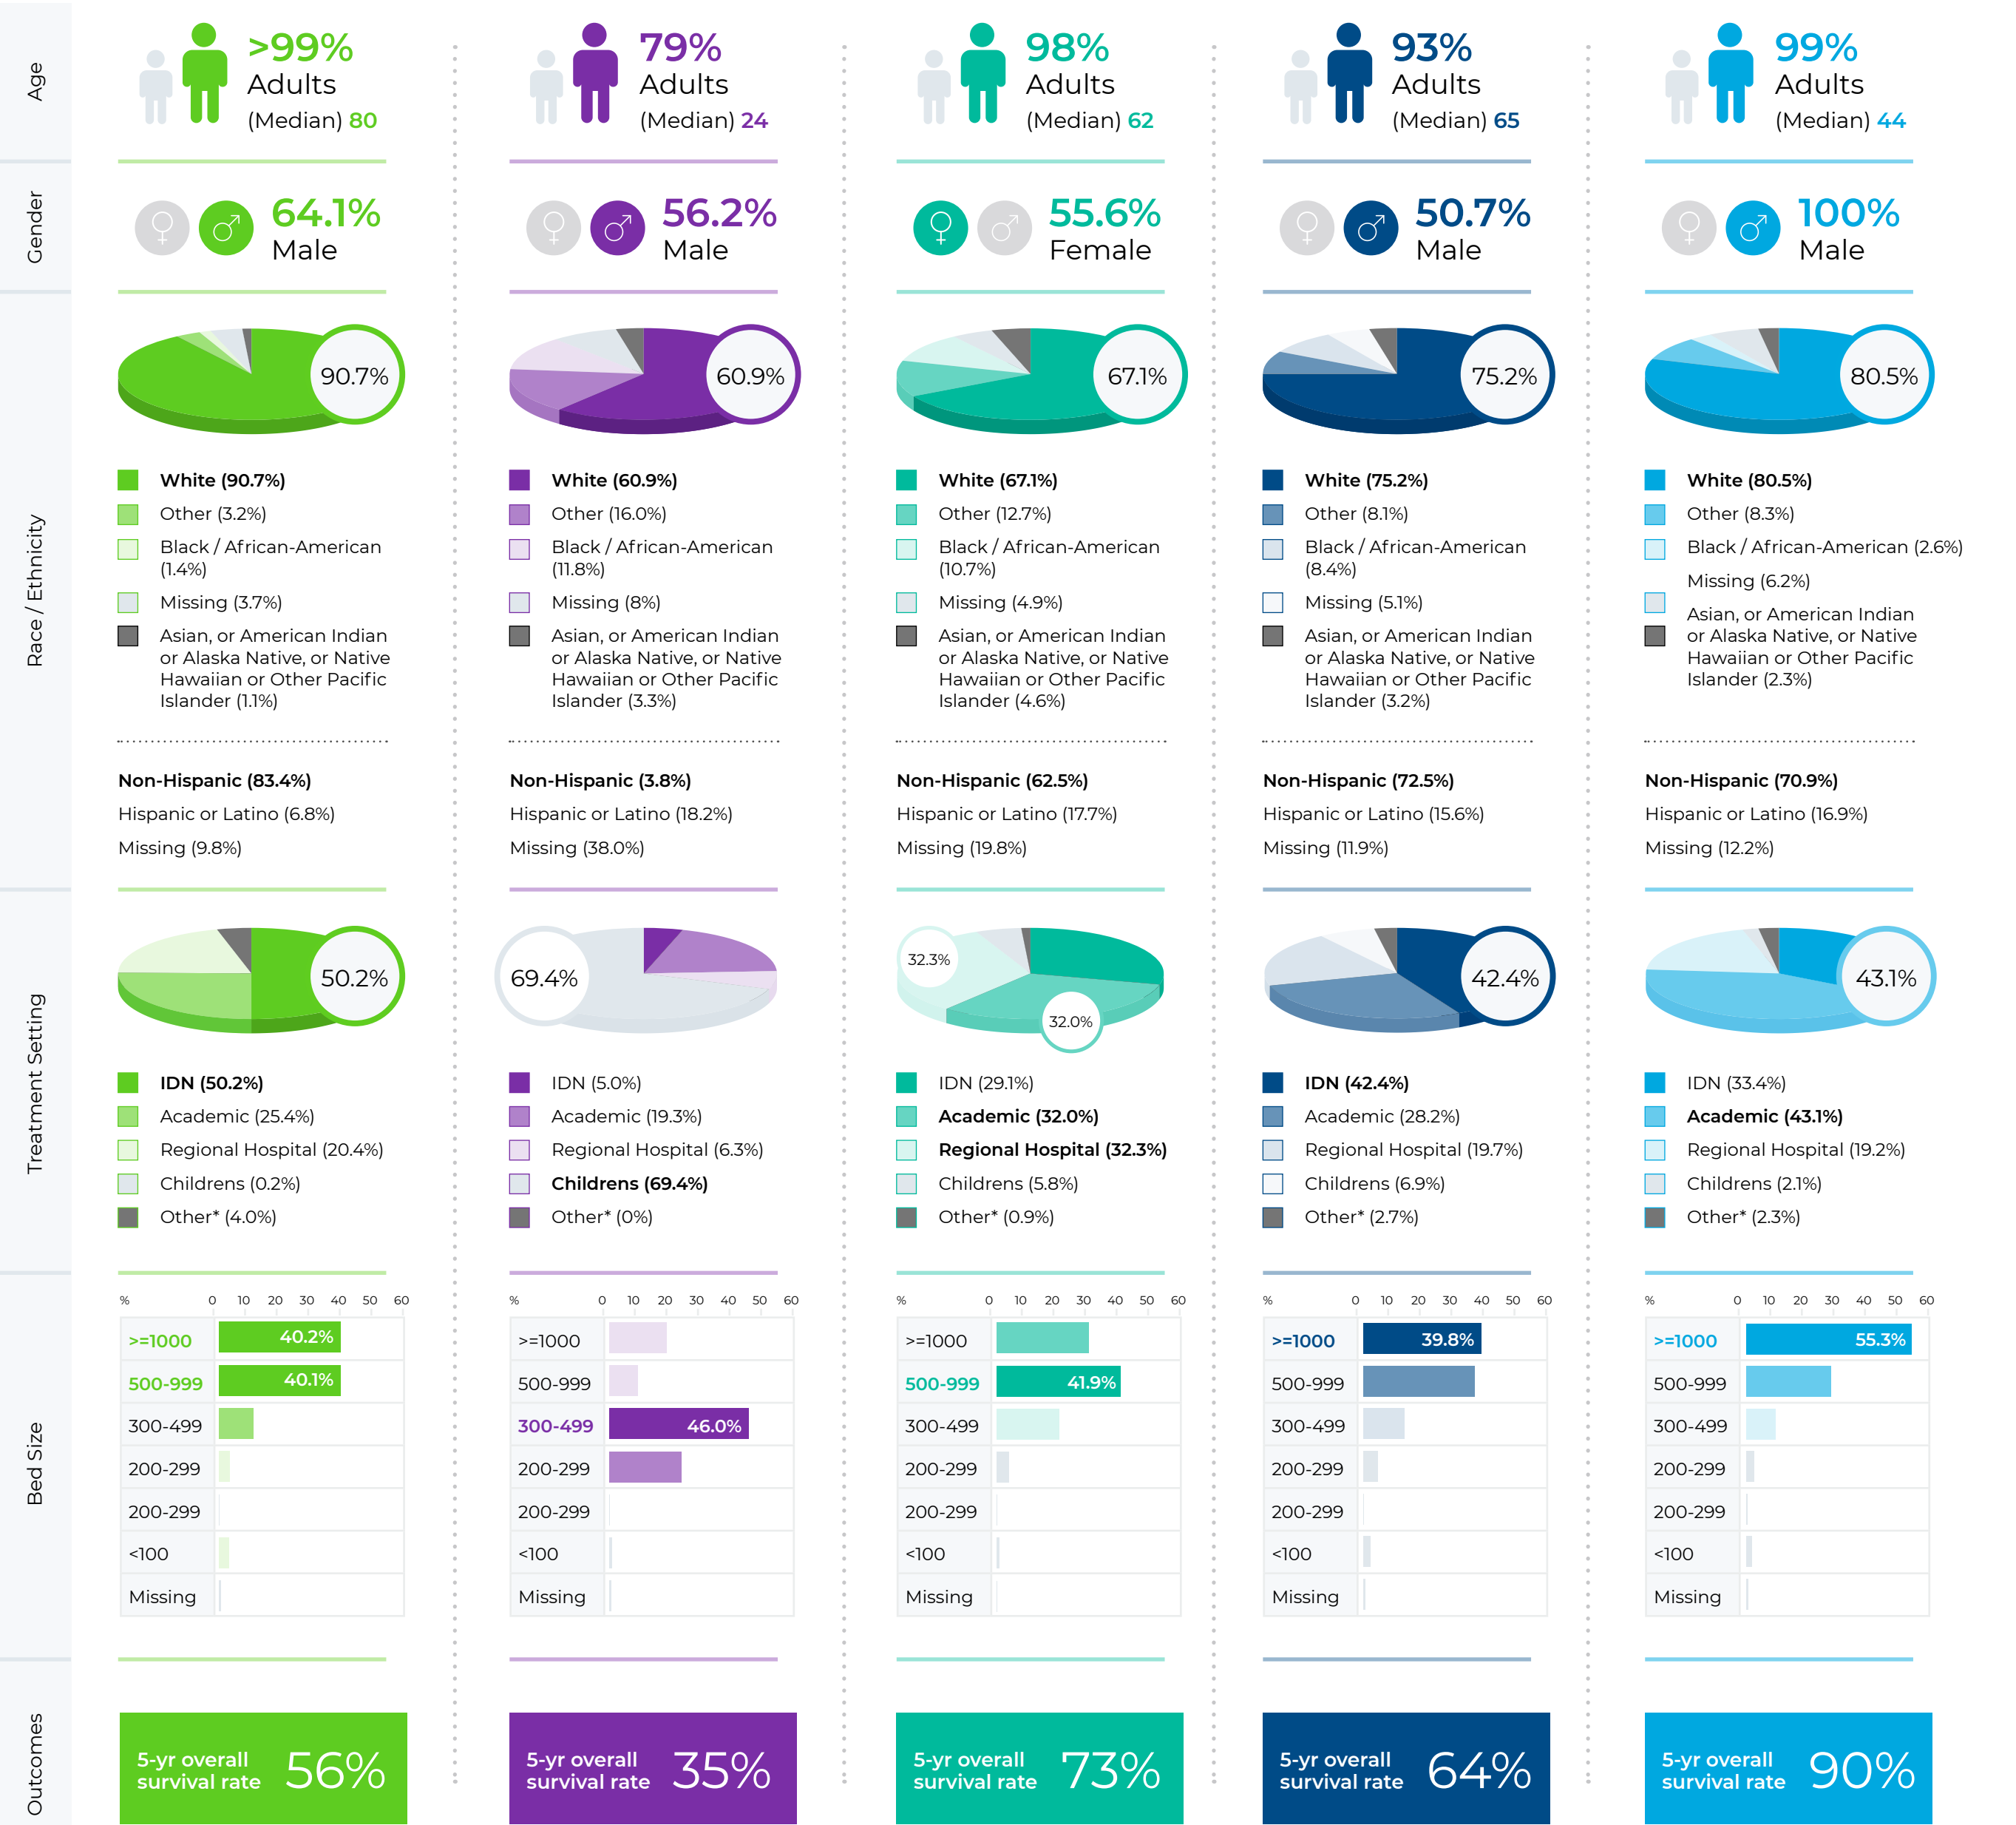 Age
>99%
Adults
(Median) 80
79%
Adults
(Median) 24
98%
Adults
(Median) 62
93%
Adults
(Median) 65
99%
Adults
(Median) 44
Gender
64.1%
Male
56.2%
Male
55.6%
Female
50.7%
Male
100%
Male
Race / Ethnicity
90.7%
White (90.7%)
Other (3.2%)
Black / African-American
(1.4%)
Missing (3.7%)
Asian, or American Indian
or Alaska Native, or Native
Hawaiian or Other Pacific
Islander (1.1%)
Non-Hispanic (83.4%)
Hispanic or Latino (6.8%)
Missing (9.8%)
60.9%
White (60.9%)
Other (16.0%)
Black / African-American
(11.8%)
Missing (8%)
Asian, or American Indian
or Alaska Native, or Native
Hawaiian or Other Pacific
Islander (3.3%)
Non-Hispanic (3.8%)
Hispanic or Latino (18.2%)
Missing (38.0%)
67.1%
White (67.1%)
Other (12.7%)
Black / African-American
(10.7%)
Missing (4.9%)
Asian, or American Indian
or Alaska Native, or Native
Hawaiian or Other Pacific
Islander (4.6%)
Non-Hispanic (62.5%)
Hispanic or Latino (17.7%)
Missing (19.8%)
75.2%
White (75.2%)
Other (8.1%)
Black / African-American
(8.4%)
Missing (5.1%)
Asian, or American Indian
or Alaska Native, or Native
Hawaiian or Other Pacific
Islander (3.2%)
Non-Hispanic (72.5%)
Hispanic or Latino (15.6%)
Missing (11.9%)
80.5%
White (80.5%)
Other (8.3%)
Black / African-American (2.6%)
Missing (6.2%)
Asian, or American Indian
or Alaska Native, or Native
Hawaiian or Other Pacific
Islander (2.3%)
Non-Hispanic (70.9%)
Hispanic or Latino (16.9%)
Missing (12.2%)
Treatment Setting
50.2%
IDN (50.2%)
Academic (25.4%)
Regional Hospital (20.4%)
Childrens (0.2%)
Other* (4.0%)
69.4%
IDN (5.0%)
Academic (19.3%)
Regional Hospital (6.3%)
Childrens (69.4%)
Other* (0%)
32.3%
32.0%
IDN (29.1%)
Academic (32.0%)
Regional Hospital (32.3%)
Childrens (5.8%)
Other* (0.9%)
42.4%
IDN (42.4%)
Academic (28.2%)
Regional Hospital (19.7%)
Childrens (6.9%)
Other* (2.7%)
43.1%
IDN (33.4%)
Academic (43.1%)
Regional Hospital (19.2%)
Childrens (2.1%)
Other* (2.3%)
Bed Size
% 0 10 20 30 40 50 60
>=1000 40.2%
500-999 40.1%
300-499
200-299
200-299
<100
Missing
% 0 10 20 30 40 50 60
>=1000
500-999
300-499 46.0%
200-299
200-299
<100
Missing
% 0 10 20 30 40 50 60
>=1000
500-999 41.9%
300-499
200-299
200-299
<100
Missing
% 0 10 20 30 40 50 60
>=1000 39.8%
500-999
300-499
200-299
200-299
<100
Missing
% 0 10 20 30 40 50 60
>=1000 55.3%
500-999
300-499
200-299
200-299
<100
Missing
Outcomes
5-yr overall
survival rate 56%
5-yr overall
survival rate 35%
5-yr overall
survival rate 73%
5-yr overall
survival rate 64%
5-yr overall
survival rate 90%